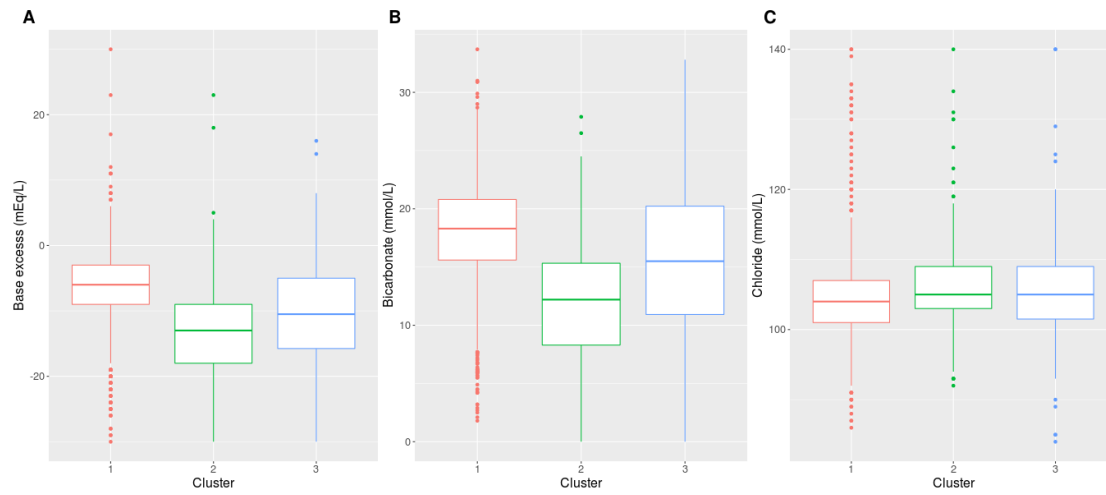 A
B
C
Base excesss (mEq/L)
20
0
-20
1
2
3
Cluster
Bicarbonate (mmol/L)
30
20
10
0
1
2
3
Cluster
Chloride (mmol/L)
140
120
100
1
2
3
Cluster